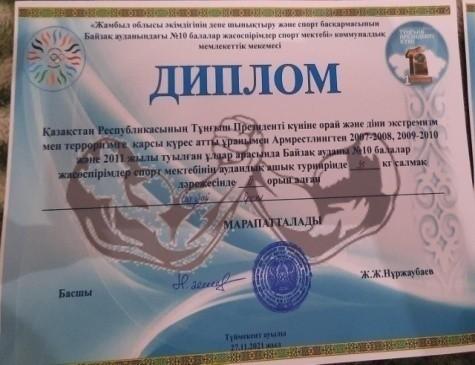 «Жамбыл облысы әкімдігінің дене шынықтыру және спорт басқармасының
Байзақ ауданындағы №10 балалар жасөспірімдер спорт мектебі» коммуналдық
мемлекеттік мекемесі
ДИПЛОМ
Қазақстан Республикасының Тұңғыш Президенті күніне орай және діни экстремизм
мен терроризмге қарсы күрес атты ұранымен Армрестлингтен 2007-2008, 2009-2010
және 2011 жылы туылған ұлдар арасында Байзақ ауданы №10 балалар
жасөспірімдер спорт мектебінің аудандық ашық турнирінде кг салмақ
дәрежесінде орын алған
МАРАПАТТАЛАДЫ
Басшы
Ж.Ж.Нұржаубаев
Түймекент ауылы
27.11.2021 жыл